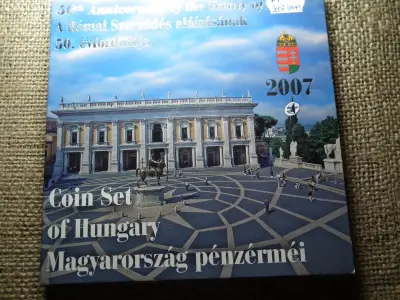 50th Anniversary of the Treaty of
A Római Szerződés aláírásának
50. évfordulója
2007
Coin Set
of Hungary
Magyarország pénzérméi